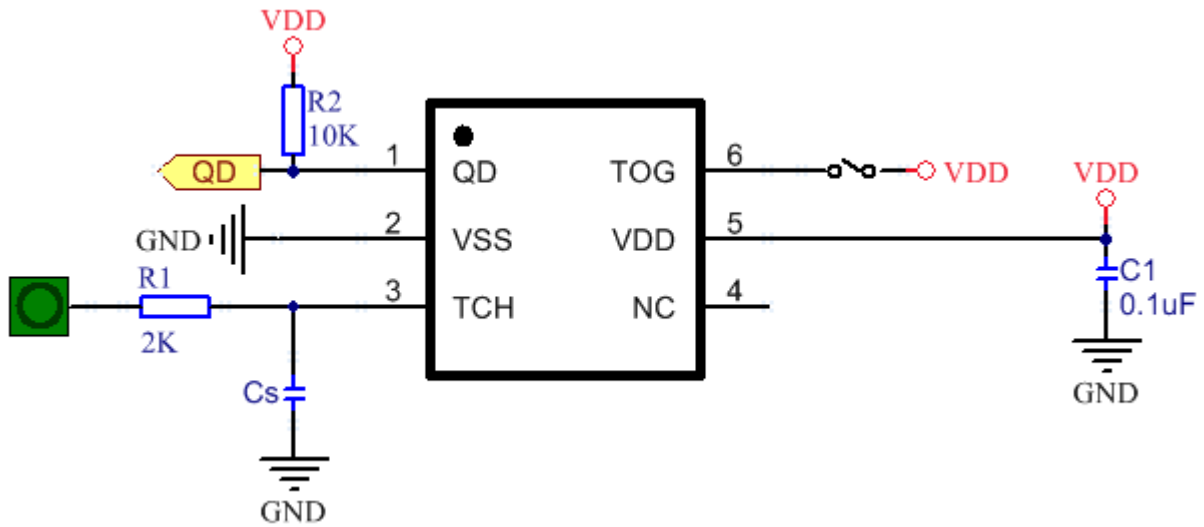 VDD
R2
10K
QD
1
QD
TOG
6
VDD
VDD
GND
2
VSS
VDD
5
C1
0.1uF
R1
2K
3
TCH
NC
4
Cs
GND
GND